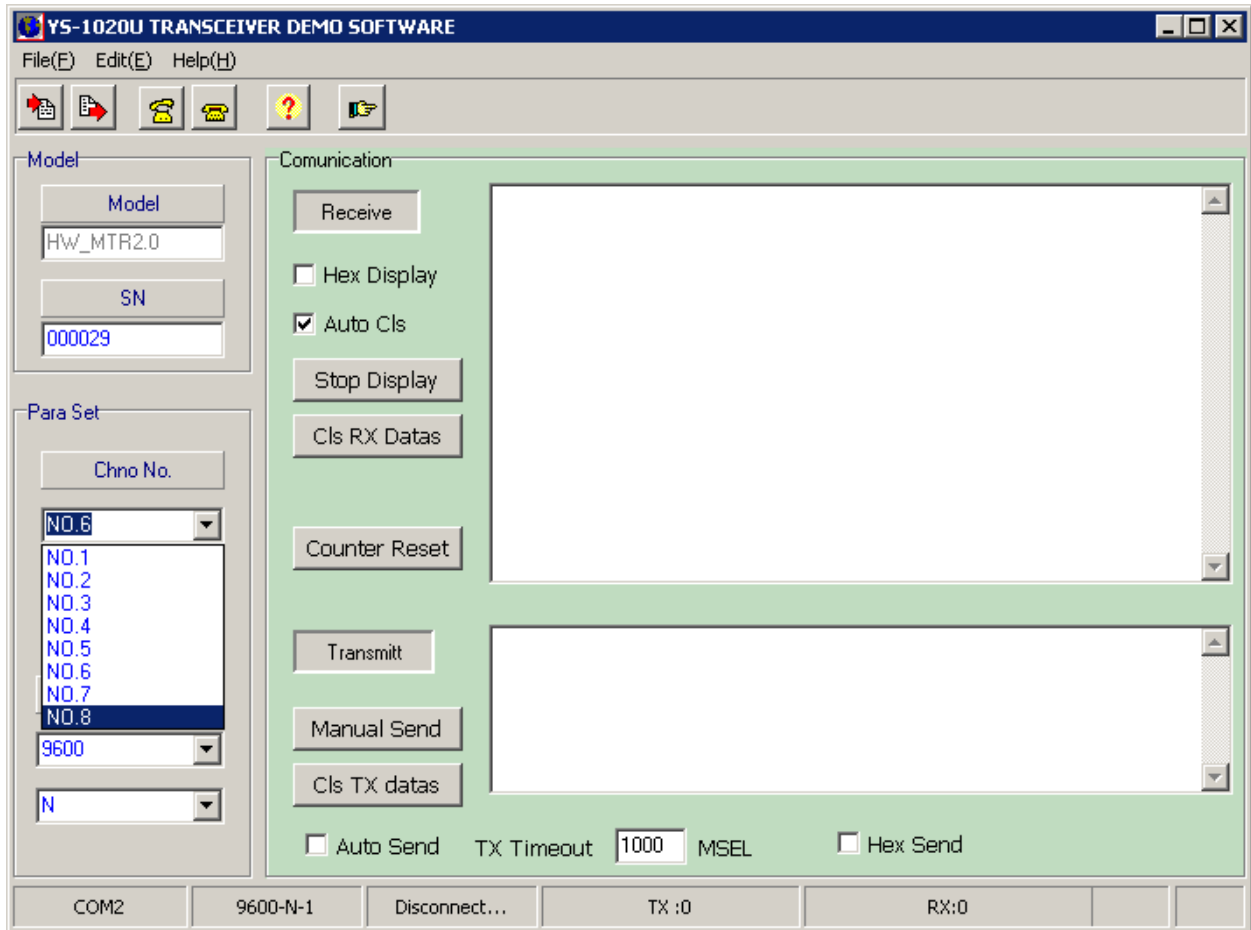 YS-1020U TRANSCEIVER DEMO SOFTWARE
File(F) Edit(E) Help(H)
Model
Model
HW_MTR2.0
SN
000029
Para Set
Chno No.
NO.6
NO.1
NO.2
NO.3
NO.4
NO.5
NO.6
NO.7
NO.8
9600
N
Comunication
Receive
Hex Display
Auto Cls
Stop Display
Cls RX Datas
Counter Reset
Transmitt
Manual Send
Cls TX datas
Auto Send TX Timeout 1000 MSEL Hex Send
COM2 9600-N-1 Disconnect... TX :0 RX:0